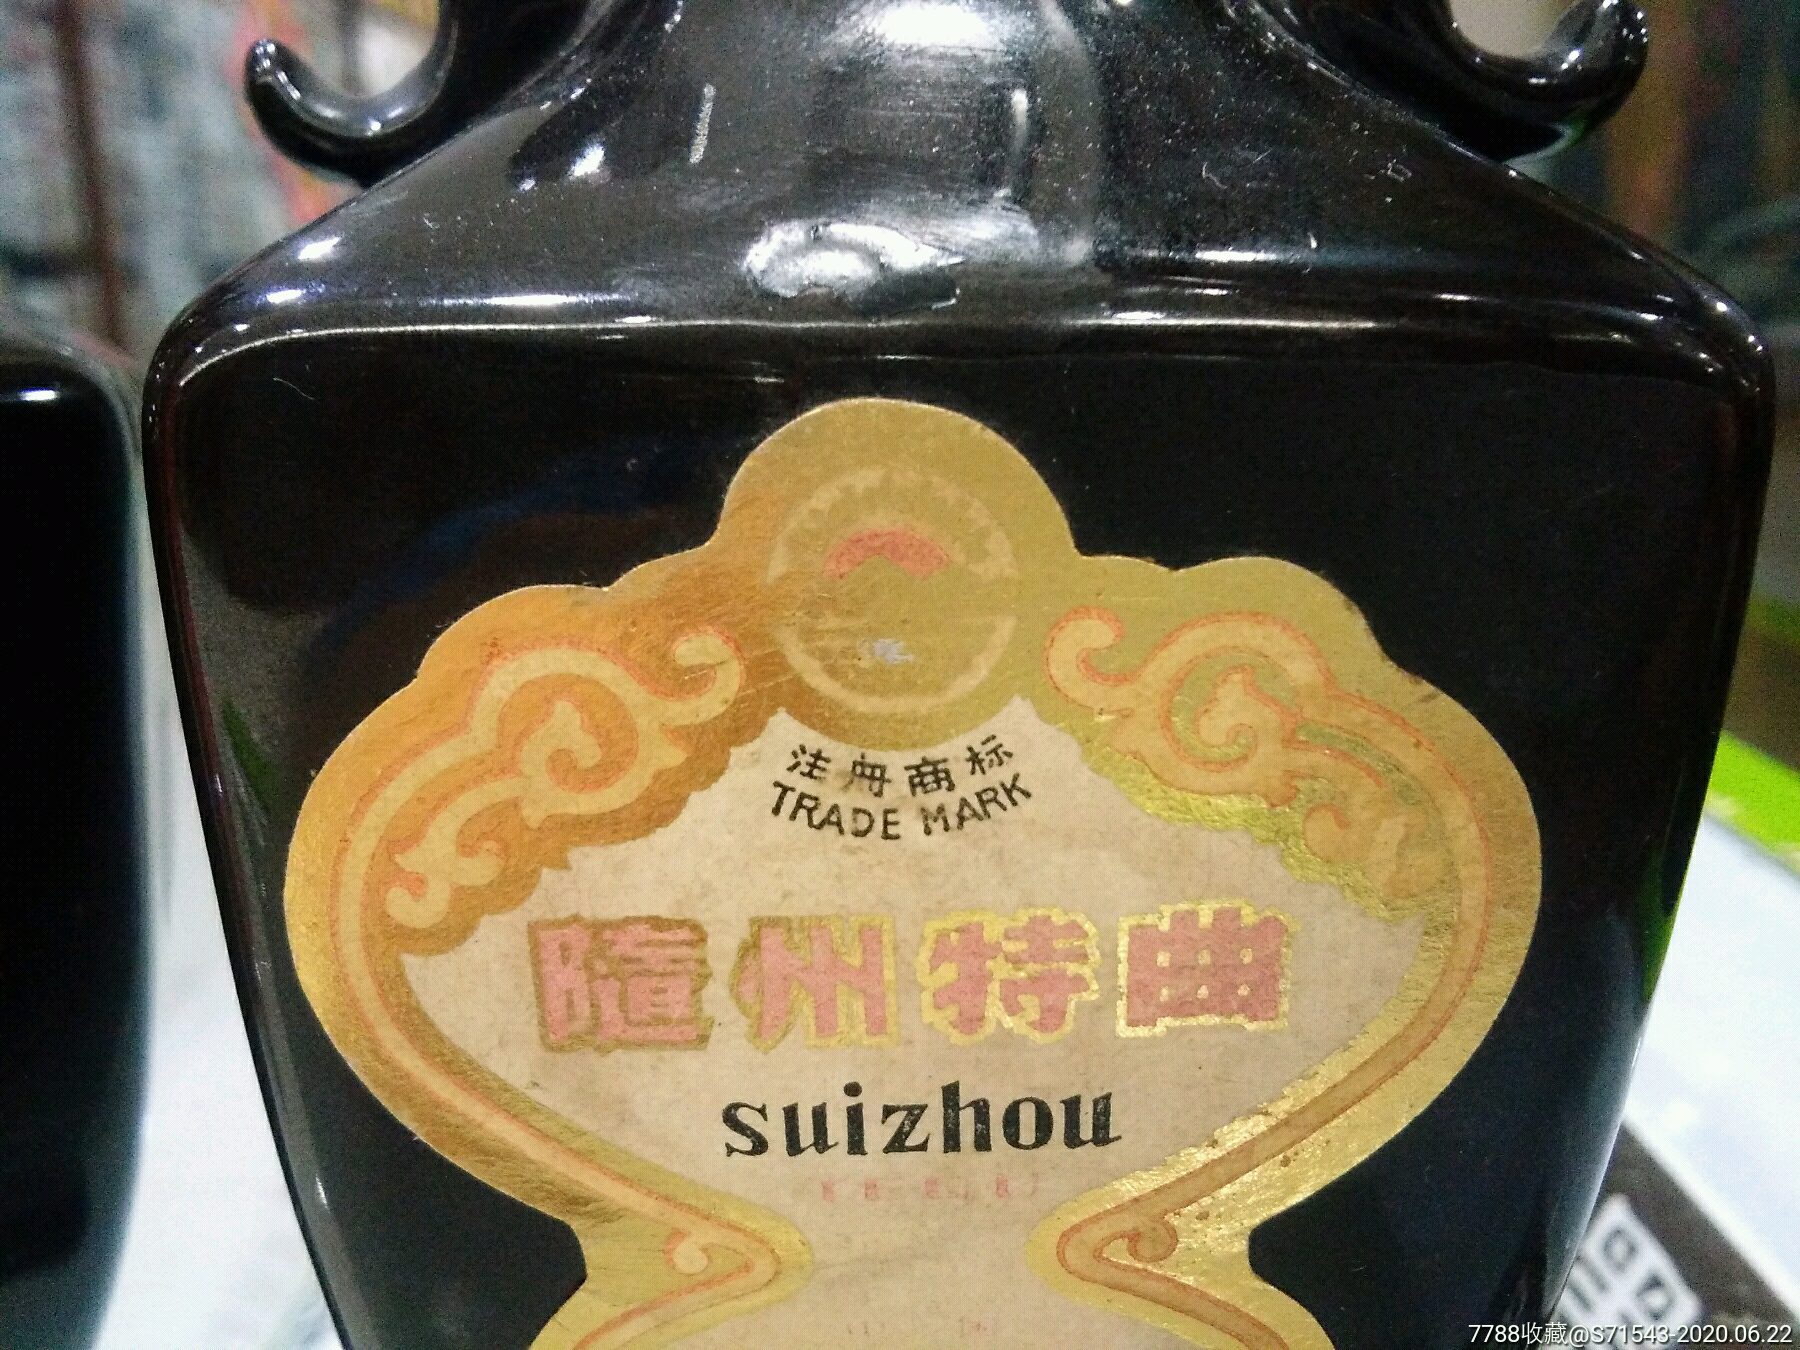 注册商标
TRADE MARK
隨州特曲
suizhou
7788收藏@S71543-2020.06.22